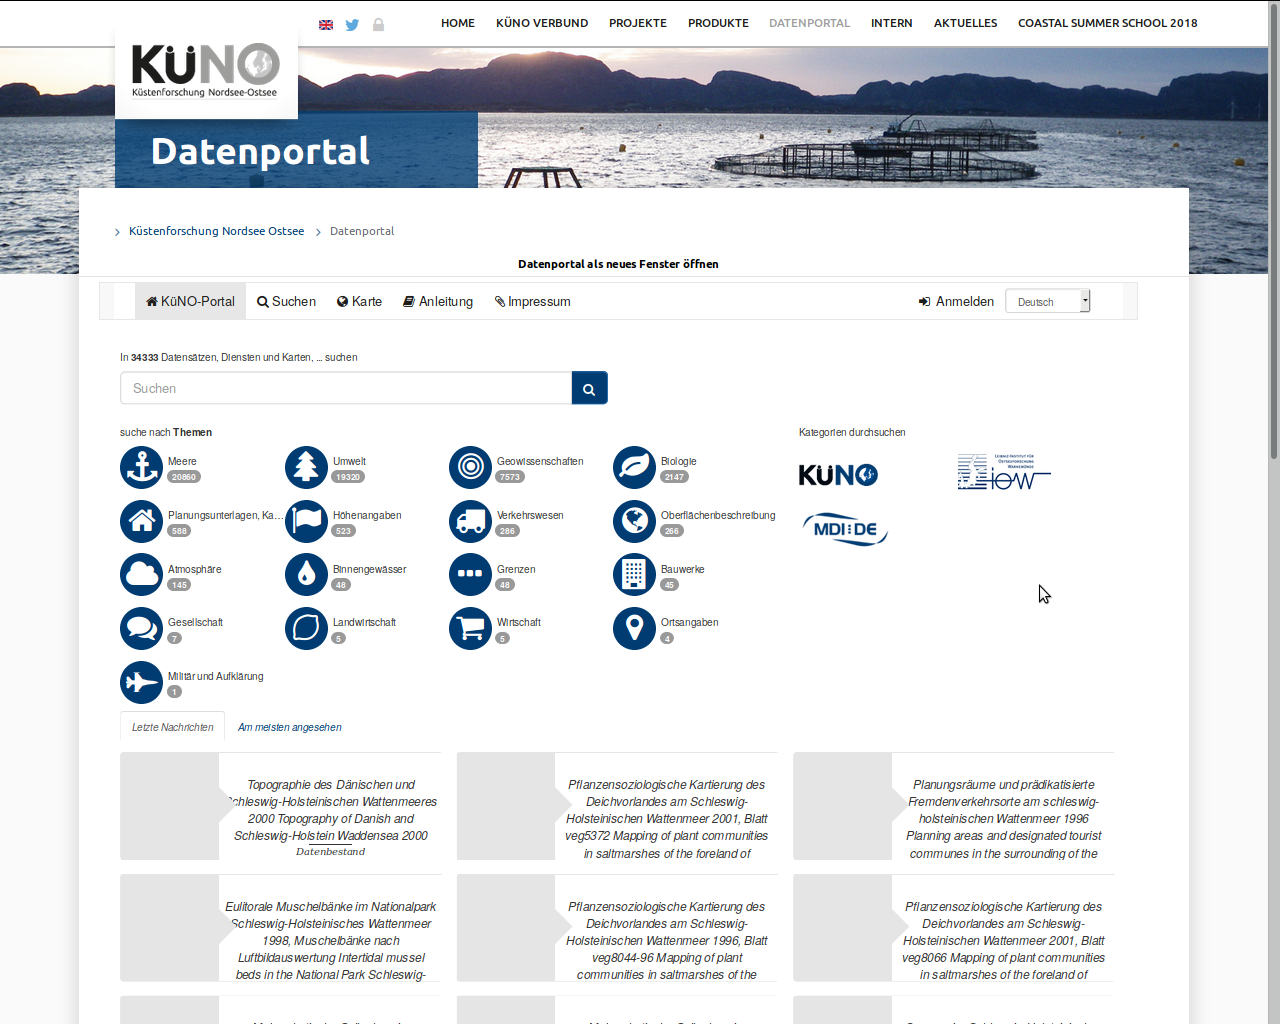 HOME KÜNO VERBUND PROJEKTE PRODUKTE DATENPORTAL INTERN AKTUELLES COASTAL SUMMER SCHOOL 2018
KÜNO
Küstenforschung Nordsee-Ostsee
Datenportal
Küstenforschung Nordsee Ostsee Datenportal
Datenportal als neues Fenster öffnen
KüNO-Portal Suchen Karte Anleitung Impressum Anmelden Deutsch
In 34333 Datensätzen, Diensten und Karten, ... suchen
Suchen
suche nach Themen
Kategorien durchsuchen
Meere
20860
Umwelt
19320
Geowissenschaften
7573
Biologie
2147
KÜNO
LEIBNIZ-INSTITUT FÜR
OSTSEEFORSCHUNG
WARNEMÜNDE
iow
Planungsunterlagen, Ka...
588
Höhenangaben
523
Verkehrswesen
286
Oberflächenbeschreibung
266
MDI:DE
Atmosphäre
145
Binnengewässer
48
Grenzen
48
Bauwerke
45
Gesellschaft
7
Landwirtschaft
5
Wirtschaft
5
Ortsangaben
4
Militär und Aufklärung
1
Letzte Nachrichten Am meisten angesehen
Topographie des Dänischen und
Schleswig-Holsteinischen Wattenmeeres
2000 Topography of Danish and
Schleswig-Holstein Waddensea 2000
Datenbestand
Pflanzensoziologische Kartierung des
Deichvorlandes am Schleswig-
Holsteinischen Wattenmeer 2001, Blatt
veg5372 Mapping of plant communities
in saltmarshes of the foreland of
Planungsräume und prädikatisierte
Fremdenverkehrsorte am schleswig-
holsteinischen Wattenmeer 1996
Planning areas and designated tourist
communes in the surrounding of the
Eulitorale Muschelbänke im Nationalpark
Schleswig-Holsteinisches Wattenmeer
1998, Muschelbänke nach
Luftbildauswertung Intertidal mussel
beds in the National Park Schleswig-
Pflanzensoziologische Kartierung des
Deichvorlandes am Schleswig-
Holsteinischen Wattenmeer 1996, Blatt
veg8044-96 Mapping of plant
communities in saltmarshes of the
Pflanzensoziologische Kartierung des
Deichvorlandes am Schleswig-
Holsteinischen Wattenmeer 2001, Blatt
veg8066 Mapping of plant communities
in saltmarshes of the foreland of